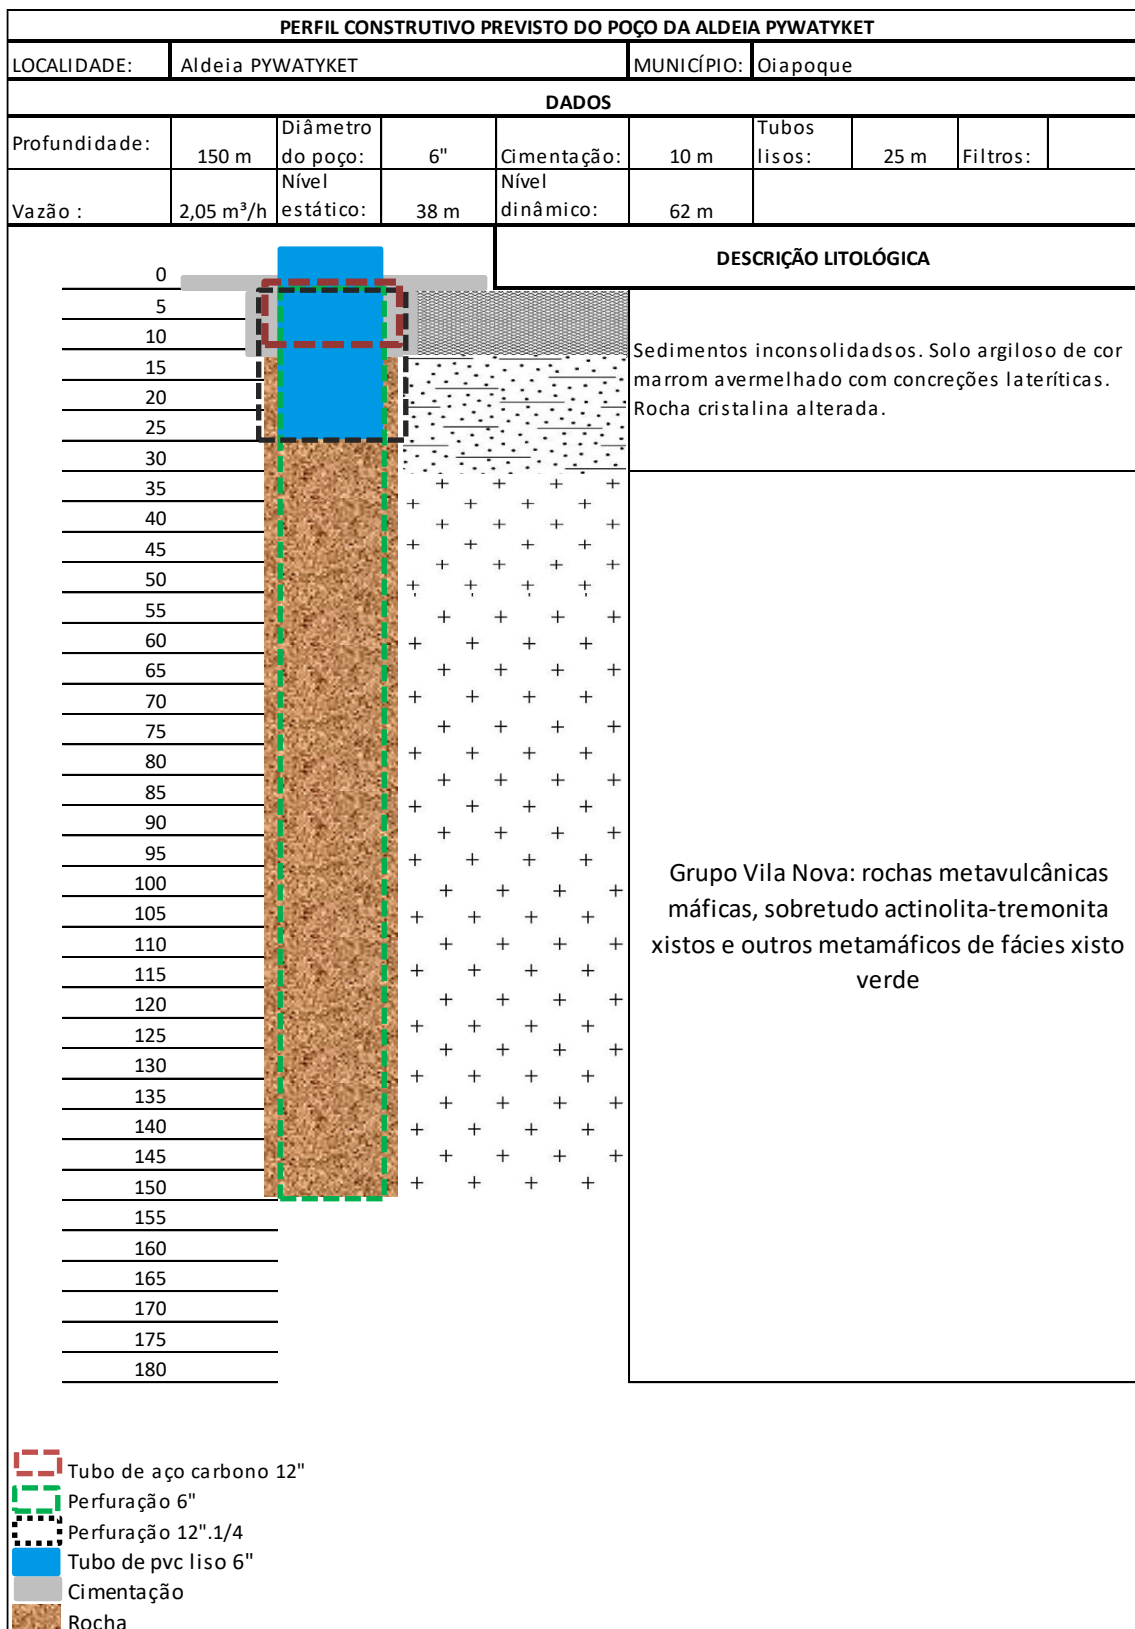 PERFIL CONSTRUTIVO PREVISTO DO POÇO DA ALDEIA PYWATYKET
LOCALIDADE: Aldeia PYWATYKET MUNICÍPIO: Oiapoque
DADOS
Profundidade: 150 m Diâmetro do poço: 6" Cimentação: 10 m Tubos lisos: 25 m Filtros:
Vazão : 2,05 m³/h Nível estático: 38 m Nível dinâmico: 62 m
DESCRIÇÃO LITOLÓGICA
0
5
10
15
20
25
30
35
40
45
50
55
60
65
70
75
80
85
90
95
100
105
110
115
120
125
130
135
140
145
150
155
160
165
170
175
180
Sedimentos inconsolidadsos. Solo argiloso de cor
marrom avermelhado com concreções lateríticas.
Rocha cristalina alterada.
Grupo Vila Nova: rochas metavulcânicas
máficas, sobretudo actinolita-tremonita
xistos e outros metamáficos de fácies xisto
verde
Tubo de aço carbono 12"
Perfuração 6"
Perfuração 12".1/4
Tubo de pvc liso 6"
Cimentação
Rocha